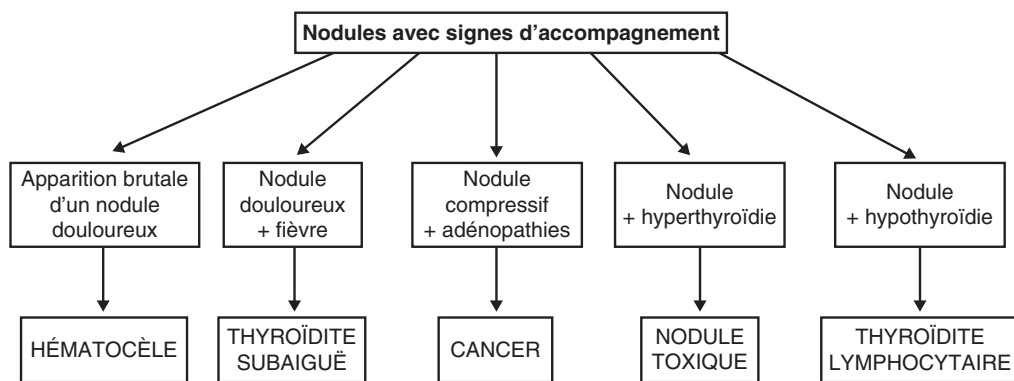 Nodules avec signes d'accompagnement
Apparition brutale
d'un nodule
douloureux
Nodule
douloureux
+ fièvre
Nodule
compressif
+ adénopathies
Nodule
+ hyperthyroïdie
Nodule
+ hypothyroïdie
HÉMATOCÈLE
THYROÏDITE
SUBAIGUË
CANCER
NODULE
TOXIQUE
THYROÏDITE
LYMPHOCYTAIRE